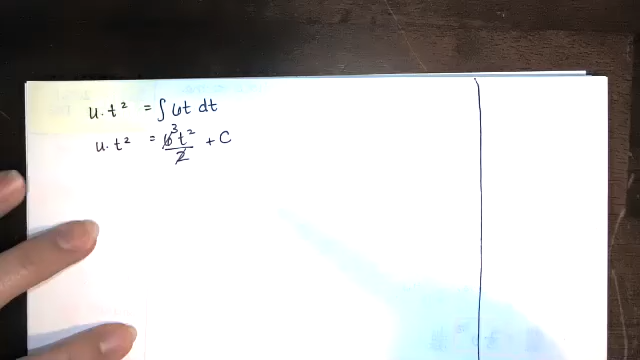 u·t² = ∫ 6t dt
u·t² = 6³t²/2 + C